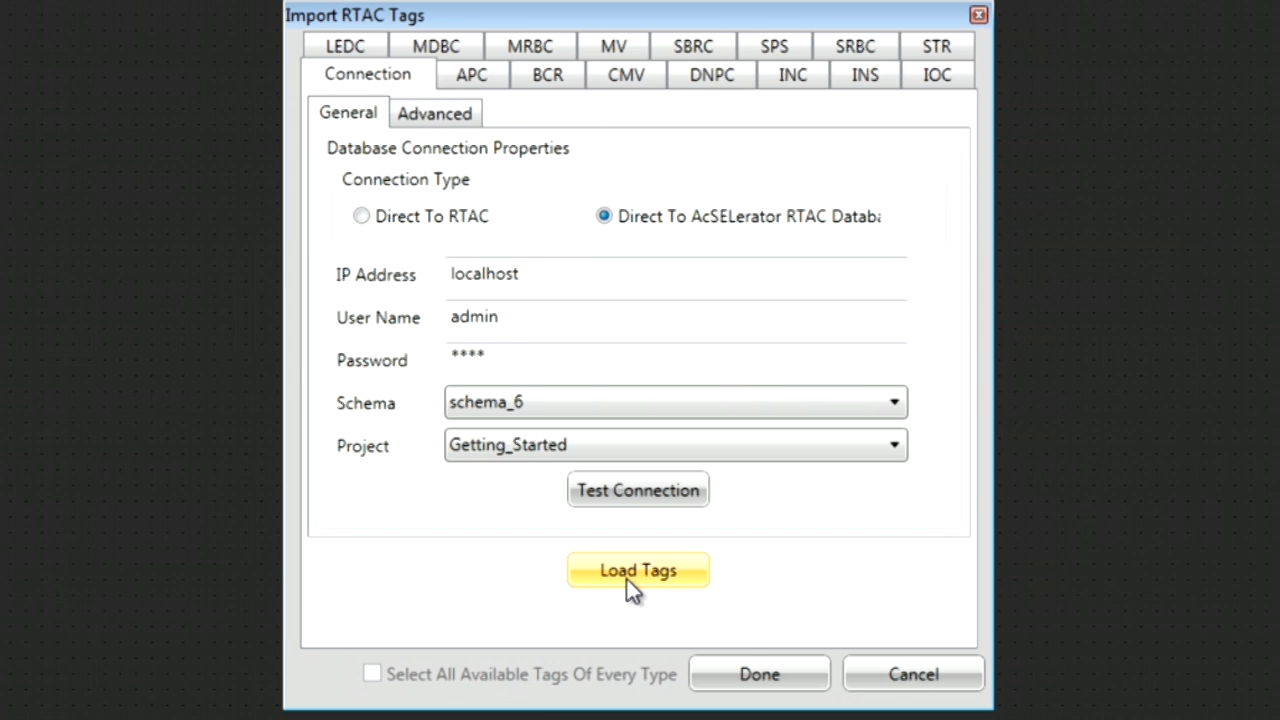 Import RTAC Tags
LEDC MDBC MRBC MV SBRC SPS SRBC STR
Connection APC BCR CMV DNPC INC INS IOC
General Advanced
Database Connection Properties
Connection Type
Direct To RTAC Direct To AcSELerator RTAC Databa
IP Address localhost
User Name admin
Password ****
Schema schema_6
Project Getting_Started
Test Connection
Load Tags
Select All Available Tags Of Every Type Done Cancel